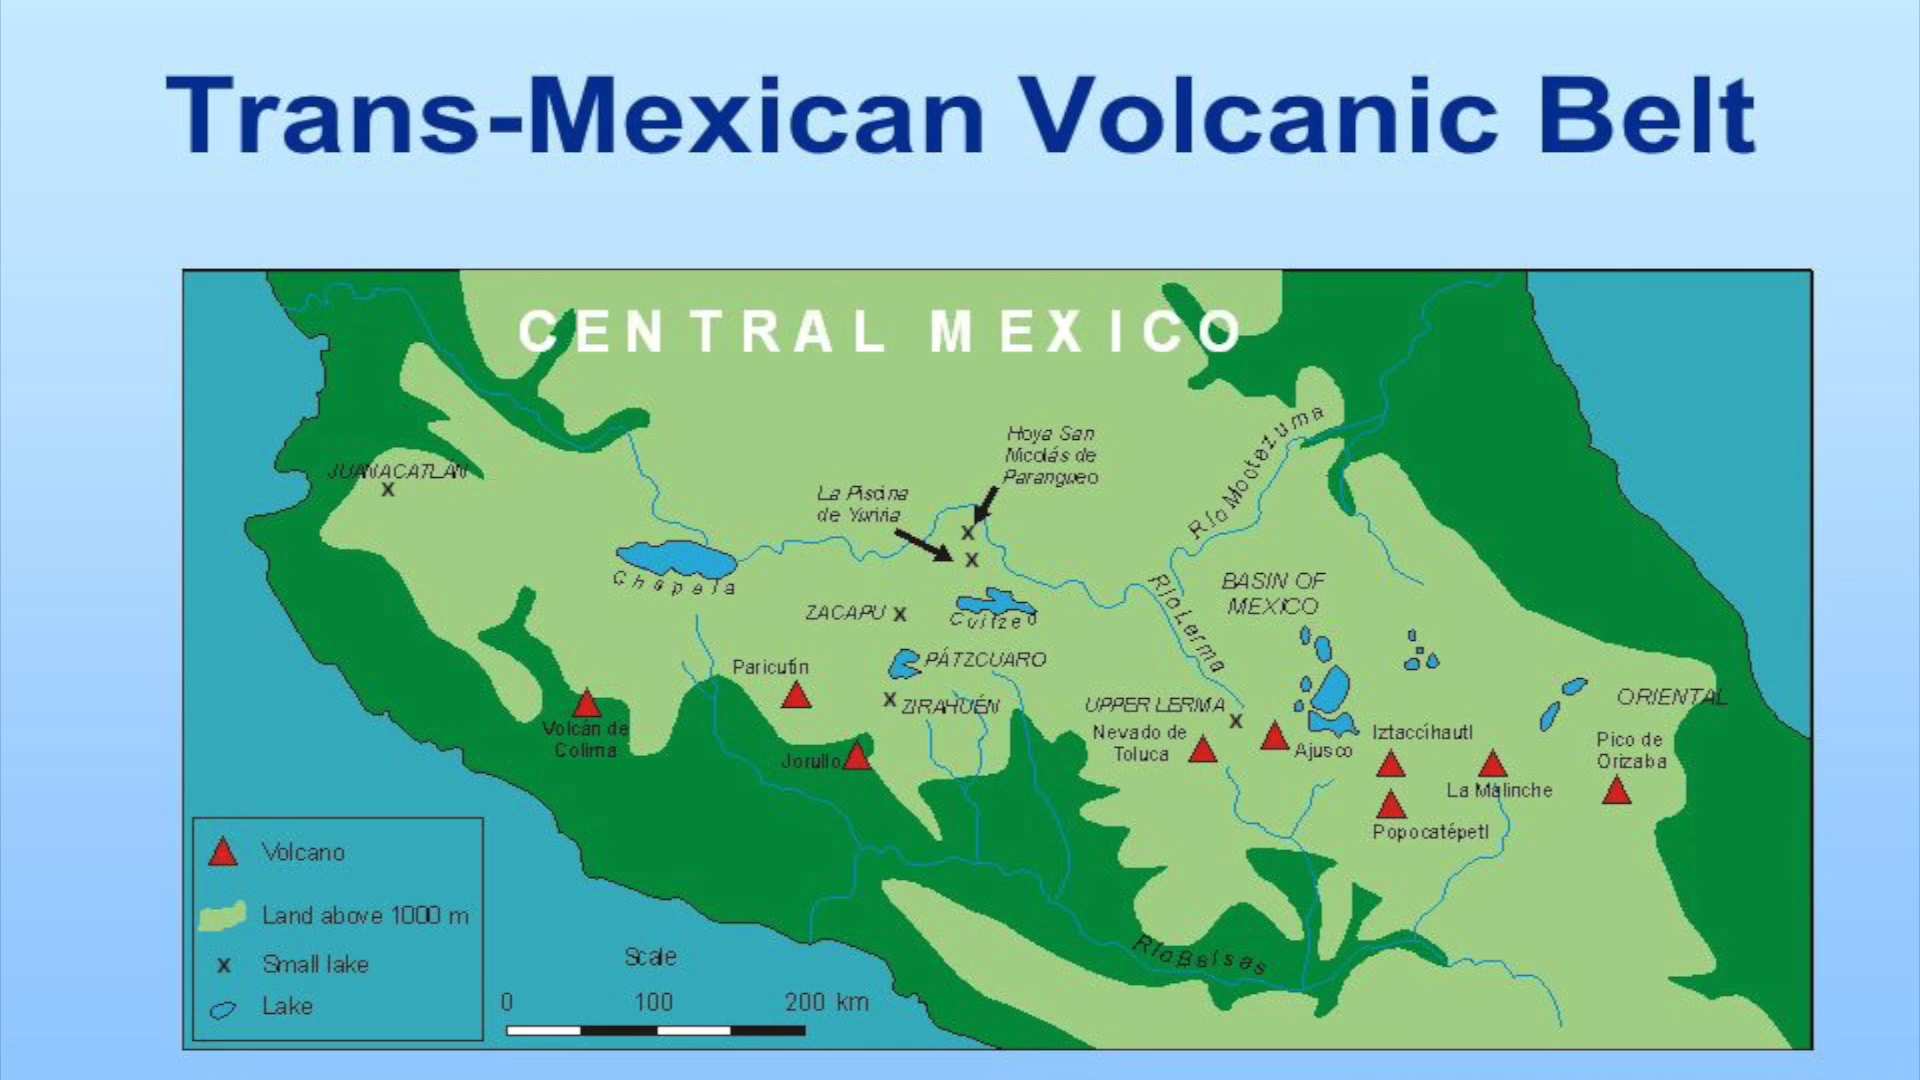 Trans-Mexican Volcanic Belt
CENTRAL MEXICO
Río Moctezuma
Hoya San
Nicolás de
Parangueo
JUANACATLÁN
x
La Piscina
de Yuriria
x
x
Chapala
BASIN OF
MEXICO
ZACAPU x
Cuitzeo
Río Lerma
PÁTZCUARO
Paricutín
x ZIRAHUÉN
UPPER LERMA
x
ORIENTAL
Volcán de
Colima
Jorullo
Nevado de
Toluca
Ajusco
Iztaccíhautl
Pico de
Orizaba
La Malinche
Popocatépetl
Río Balsas
Volcano
Land above 1000 m
x Small lake
Lake
Scale
0 100 200 km